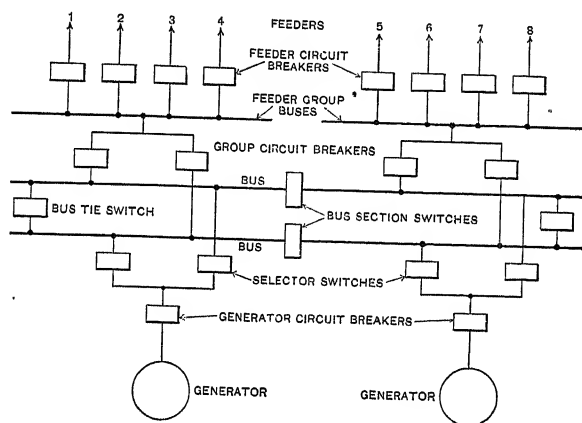 FEEDERS
1 2 3 4 5 6 7 8
FEEDER CIRCUIT
BREAKERS
FEEDER GROUP
BUSES
GROUP CIRCUIT BREAKERS
BUS
BUS TIE SWITCH
BUS SECTION SWITCHES
BUS
SELECTOR SWITCHES
GENERATOR CIRCUIT BREAKERS
GENERATOR
GENERATOR